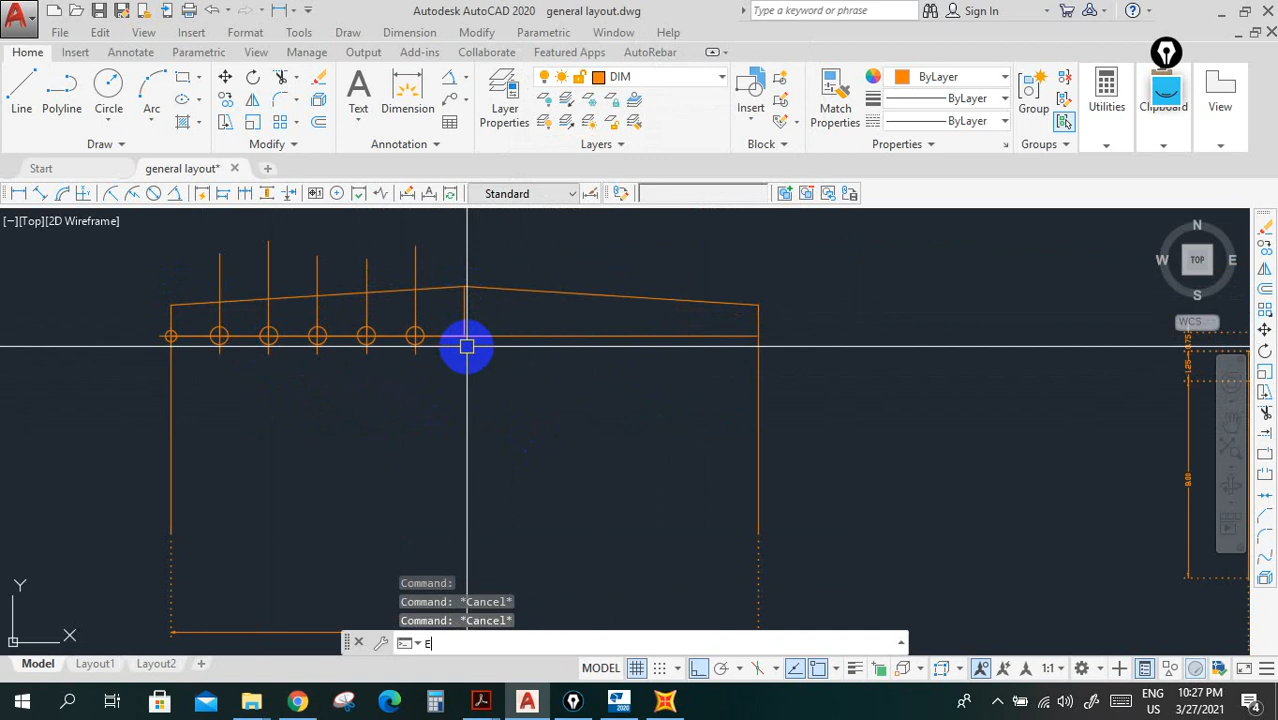 Autodesk AutoCAD 2020 general layout.dwg
Type a keyword or phrase
Sign In
File Edit View Insert Format Tools Draw Dimension Modify Parametric Window Help
Home Insert Annotate Parametric View Manage Output Add-ins Collaborate Featured Apps Parametric AutoRebar
Line Polyline Circle Arc
Draw
Modify
Text Dimension
Annotation
Layer Properties
DIM
Layers
Insert
Block
Match Properties
ByLayer
ByLayer
ByLayer
Properties
Group
Groups
Utilities
Clipboard
View
Start general layout*
Standard
[−][Top][2D Wireframe]
N
W TOP E
S
WCS
Y
X
Command:
Command: *Cancel*
Command: *Cancel*
E
Model Layout1 Layout2 +
MODEL
1:1
ENG
US
10:27 PM
3/27/2021
4